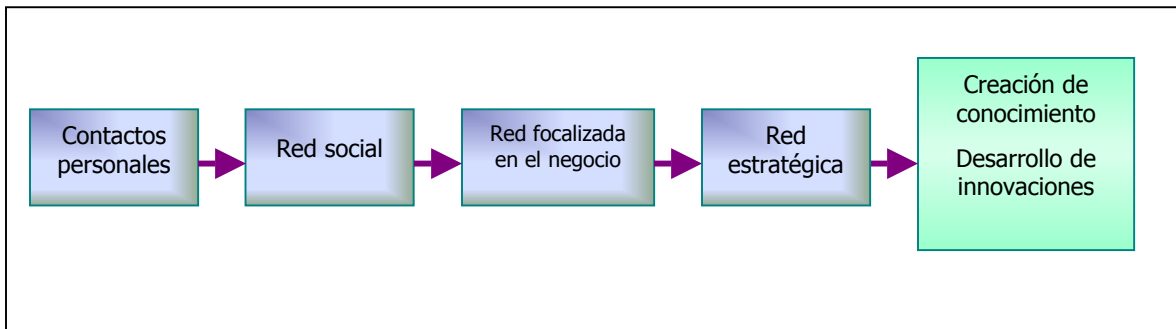 Contactos
personales
Red social
Red focalizada
en el negocio
Red
estratégica
Creación de
conocimiento
Desarrollo de
innovaciones